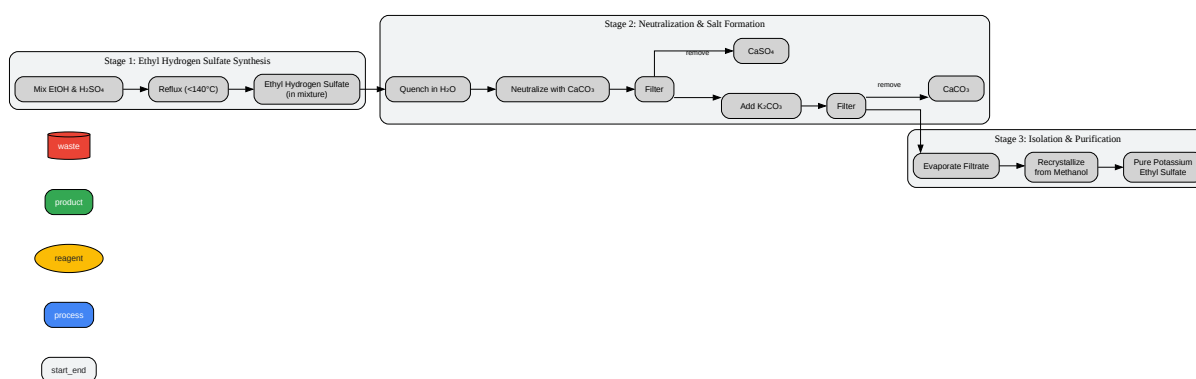 Stage 1: Ethyl Hydrogen Sulfate Synthesis
Mix EtOH & H₂SO₄
Reflux (<140°C)
Ethyl Hydrogen Sulfate
(in mixture)
Stage 2: Neutralization & Salt Formation
Quench in H₂O
Neutralize with CaCO₃
Filter
remove
CaSO₄
Add K₂CO₃
Filter
remove
CaCO₃
Stage 3: Isolation & Purification
Evaporate Filtrate
Recrystallize
from Methanol
Pure Potassium
Ethyl Sulfate
waste
product
reagent
process
start_end